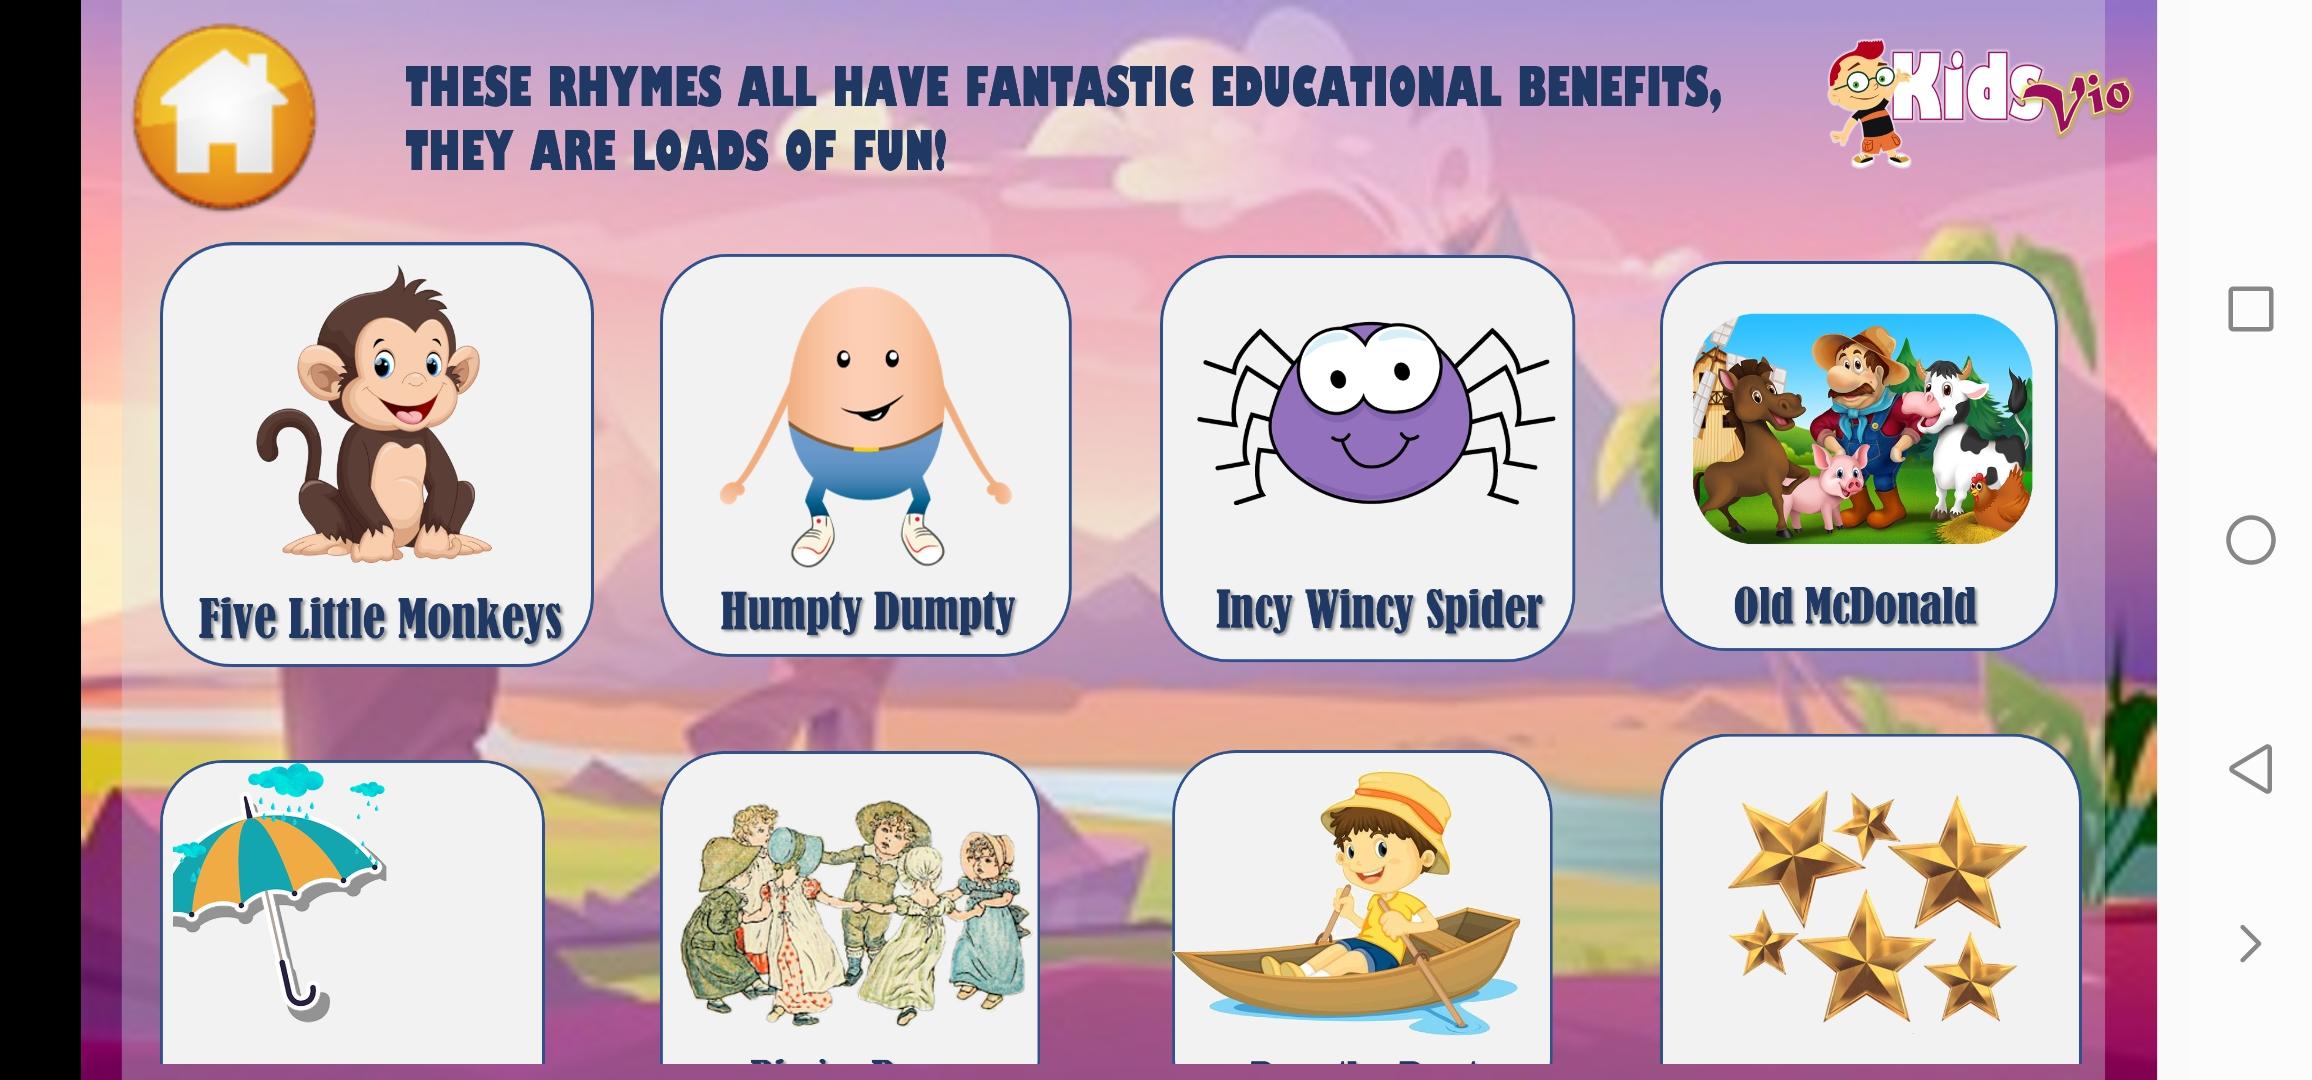 THESE RHYMES ALL HAVE FANTASTIC EDUCATIONAL BENEFITS,
THEY ARE LOADS OF FUN!
Kids Vio
Five Little Monkeys
Humpty Dumpty
Incy Wincy Spider
Old McDonald